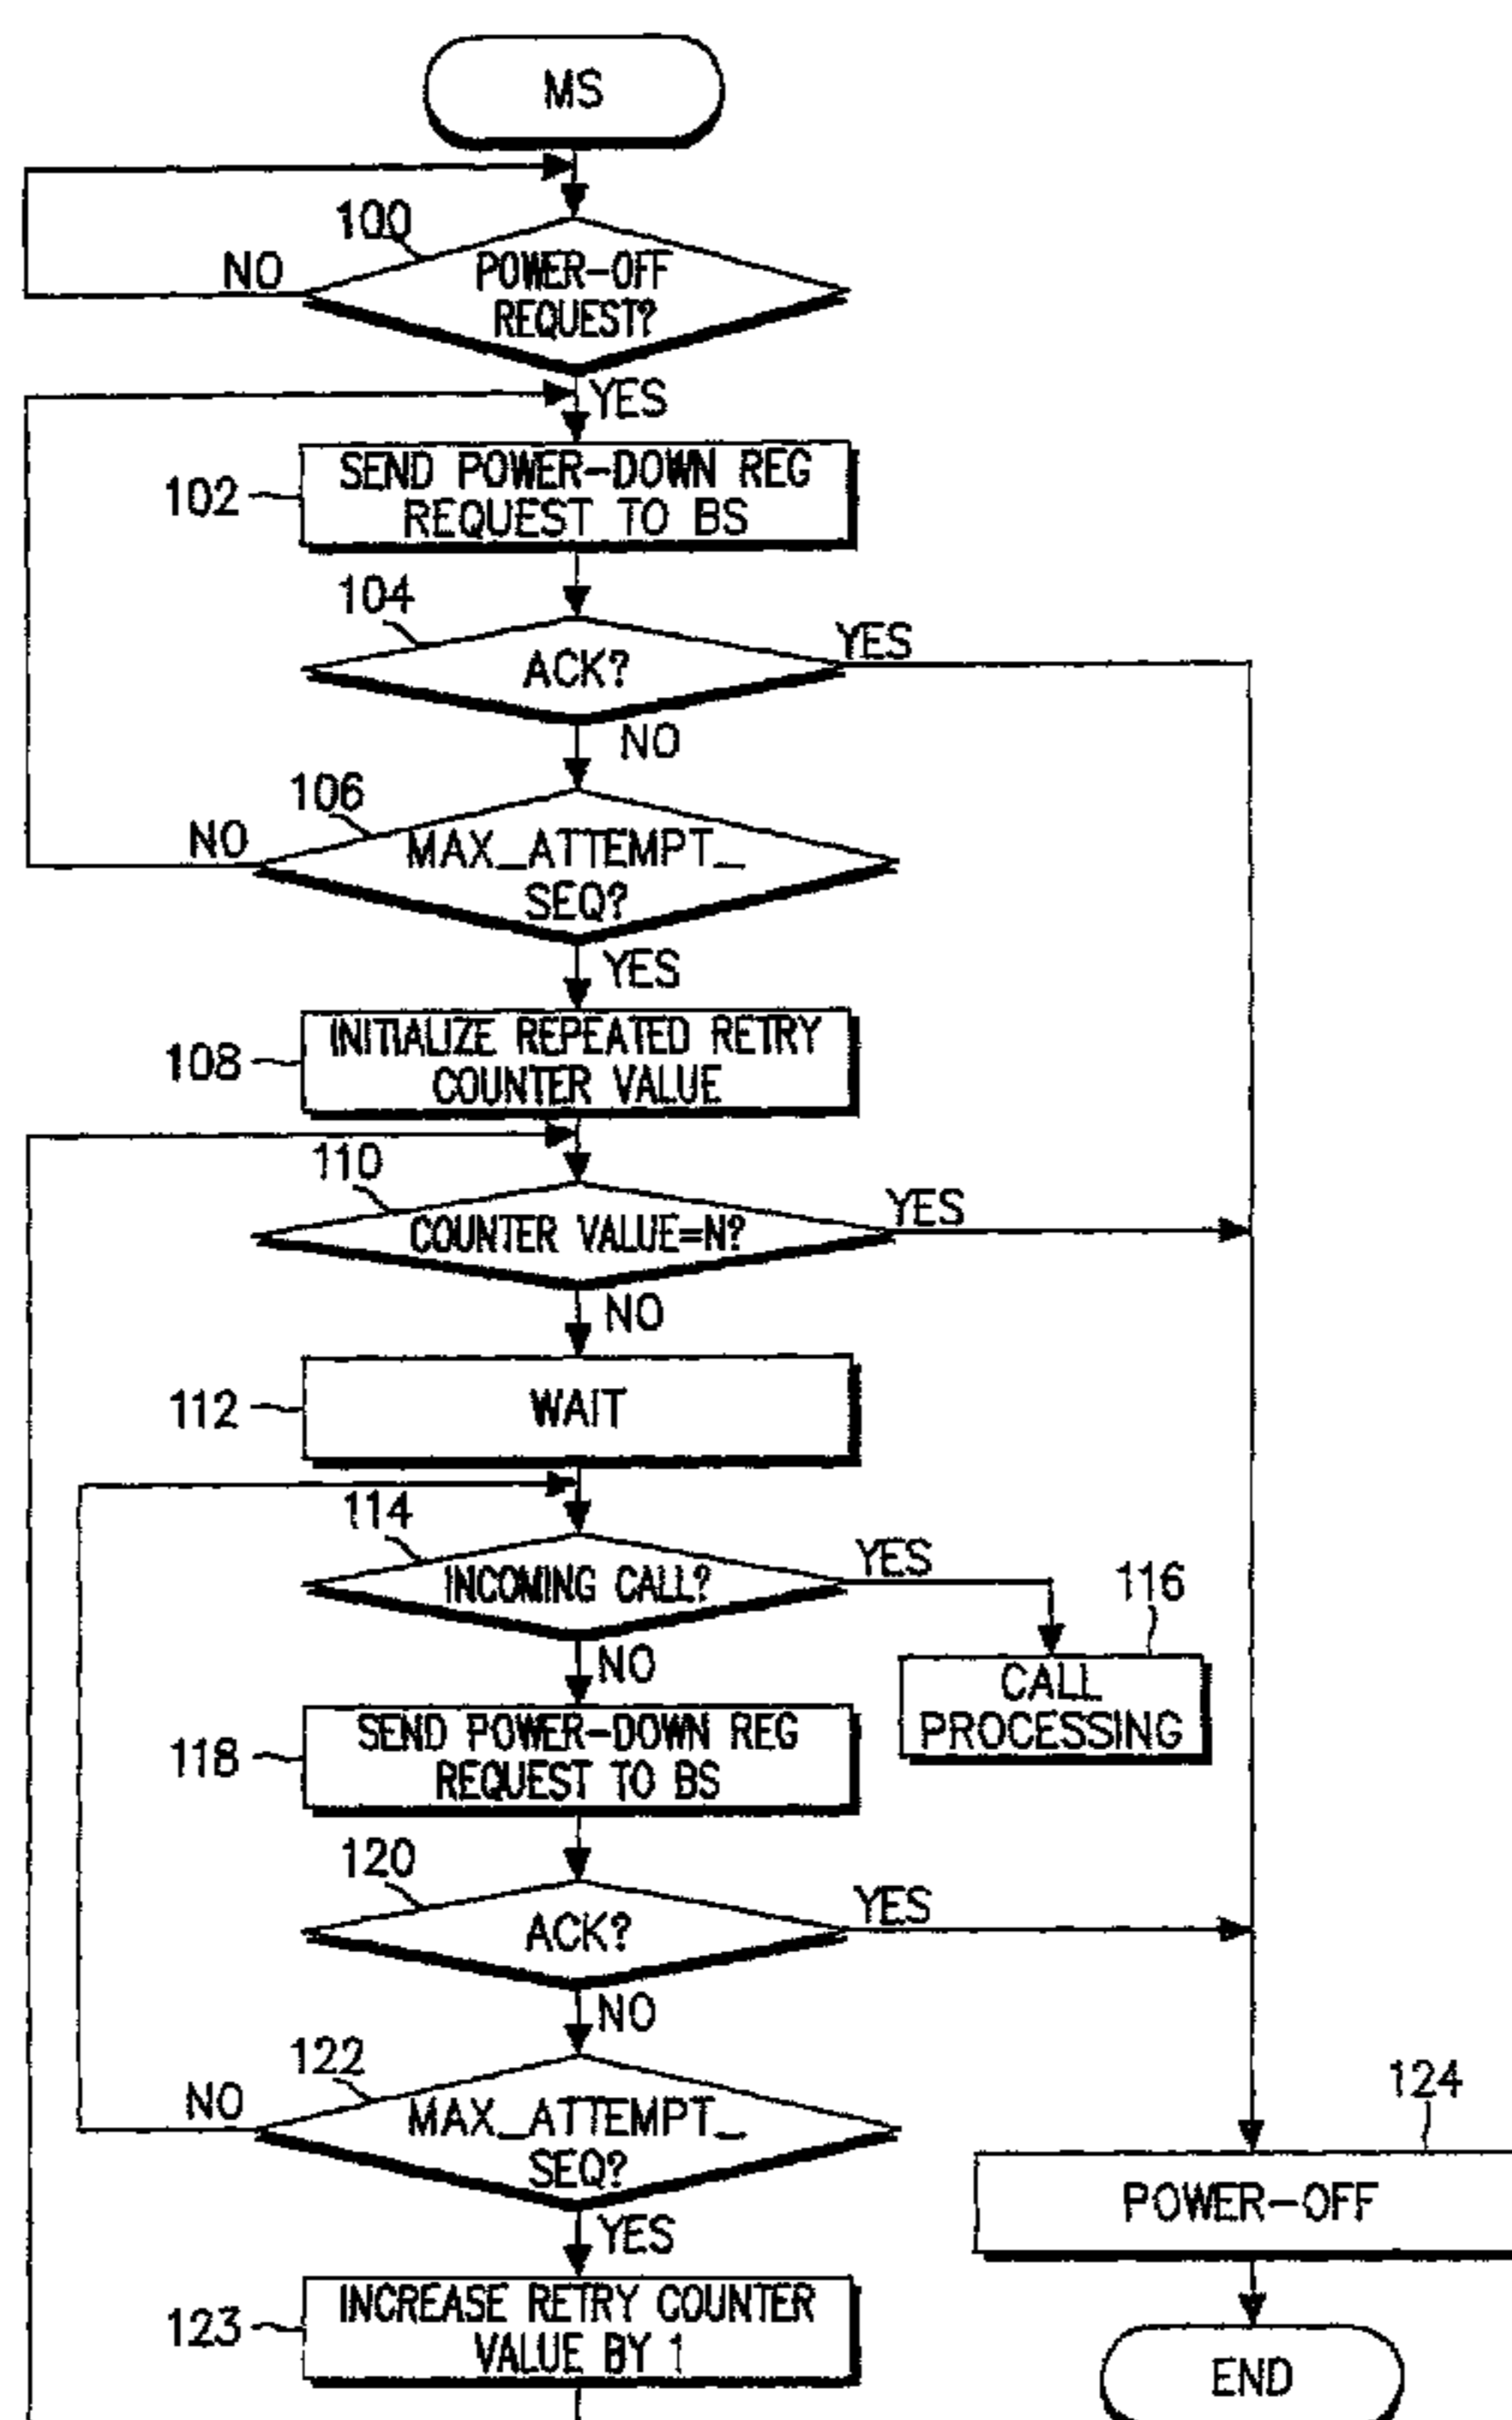 MS
100
POWER-OFF
REQUEST?
NO
YES
102
SEND POWER-DOWN REG
REQUEST TO BS
104
ACK?
YES
NO
106
MAX_ATTEMPT_
SEQ?
NO
YES
108
INITIALIZE REPEATED RETRY
COUNTER VALUE
110
COUNTER VALUE=N?
YES
NO
112
WAIT
114
INCOMING CALL?
YES
116
CALL
PROCESSING
NO
118
SEND POWER-DOWN REG
REQUEST TO BS
120
ACK?
YES
NO
122
MAX_ATTEMPT_
SEQ?
NO
YES
124
POWER-OFF
123
INCREASE RETRY COUNTER
VALUE BY 1
END